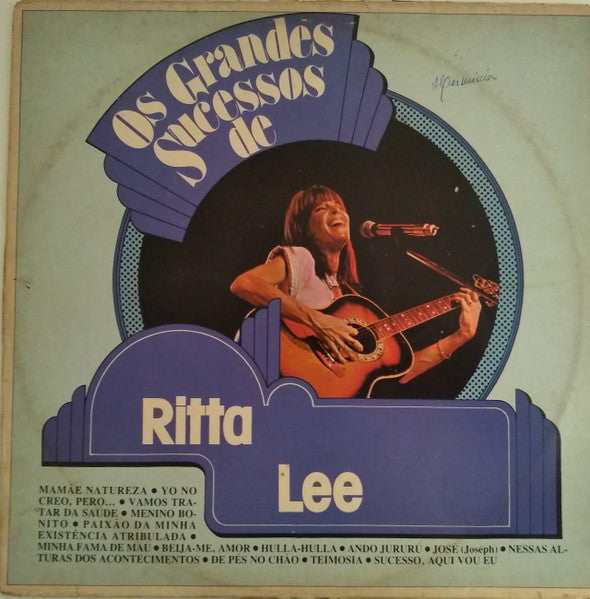 Os Grandes
Sucessos
de
Ritta
Lee
MAMÃE NATUREZA • YO NO
CREO, PERO... • VAMOS TRA-
TAR DA SAÚDE • MENINO BO-
NITO • PAIXÃO DA MINHA
EXISTÊNCIA ATRIBULADA •
MINHA FAMA DE MAU • BEIJA-ME, AMOR • HULLA-HULLA • ANDO JURURÚ • JOSÉ (Joseph) • NESSAS AL-
TURAS DOS ACONTECIMENTOS • DE PÉS NO CHÃO • TEIMOSIA • SUCESSO, AQUI VOU EU